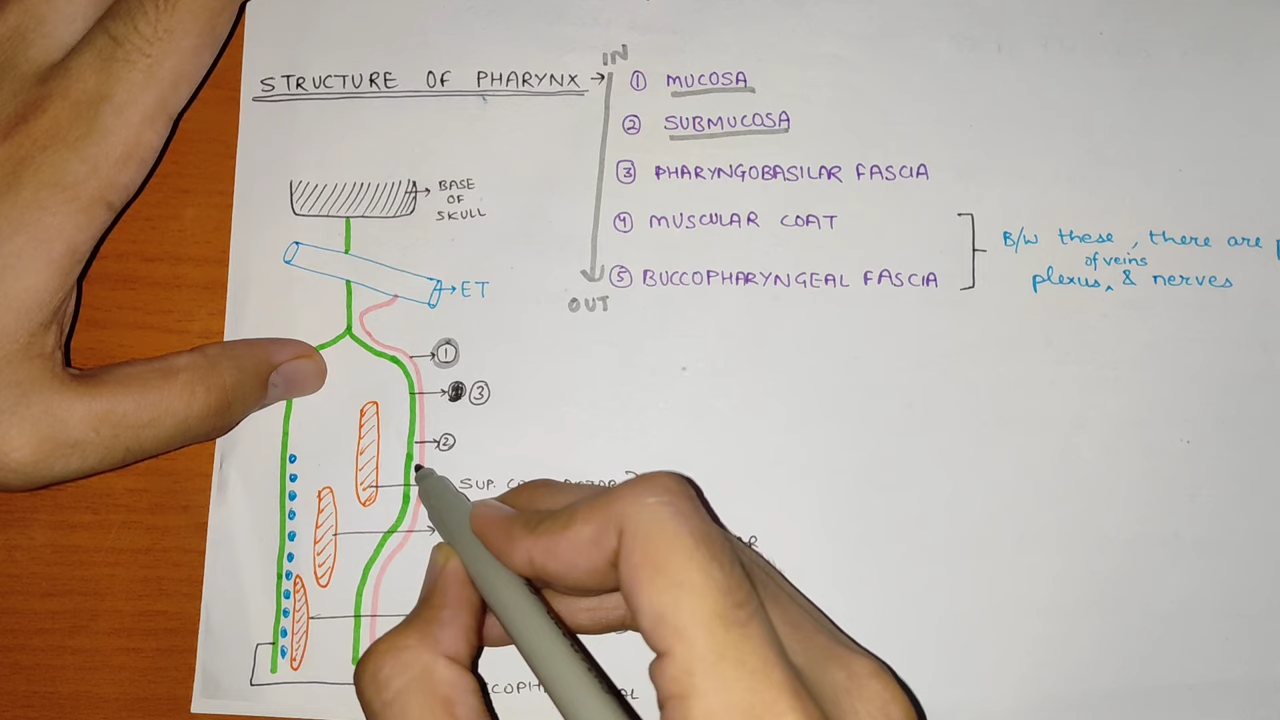 STRUCTURE OF PHARYNX →
IN
① MUCOSA
② SUBMUCOSA
③ PHARYNGOBASILAR FASCIA
④ MUSCULAR COAT
⑤ BUCCOPHARYNGEAL FASCIA
OUT
B/W these, there are
of veins
plexus, & nerves
BASE
OF
SKULL
ET
①
③
②
SUP.